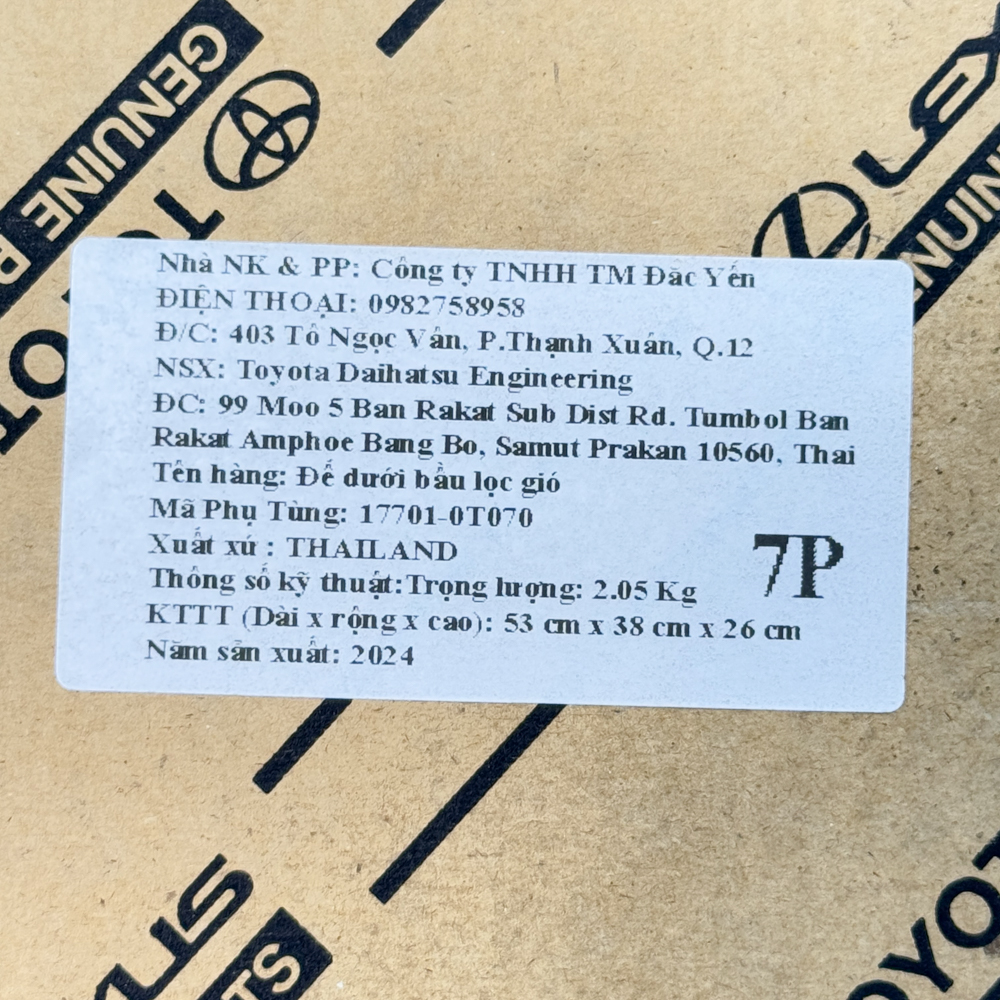 GENUINE P
TO
LEX
NUIN
Nhà NK & PP: Công ty TNHH TM Đắc Yến
ĐIỆN THOẠI: 0982758958
Đ/C: 403 Tô Ngọc Vân, P.Thạnh Xuân, Q.12
NSX: Toyota Daihatsu Engineering
ĐC: 99 Moo 5 Ban Rakat Sub Dist Rd. Tumbol Ban
Rakat Amphoe Bang Bo, Samut Prakan 10560, Thai
Tên hàng: Đế dưới bầu lọc gió
Mã Phụ Tùng: 17701-0T070
Xuất xứ : THAILAND
7P
Thông số kỹ thuật:Trọng lượng: 2.05 Kg
KTTT (Dài x rộng x cao): 53 cm x 38 cm x 26 cm
Năm sản xuất: 2024
TOYOT